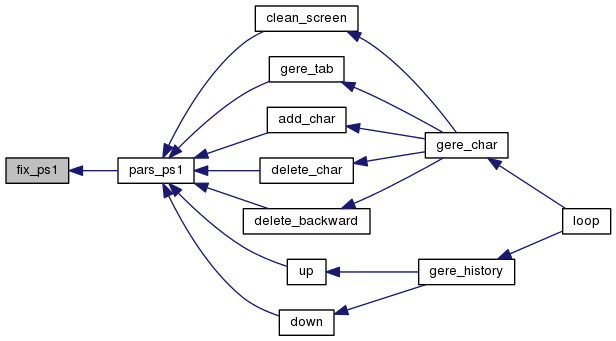 clean_screen
gere_tab
add_char
gere_char
fix_ps1
pars_ps1
delete_char
delete_backward
loop
up
gere_history
down